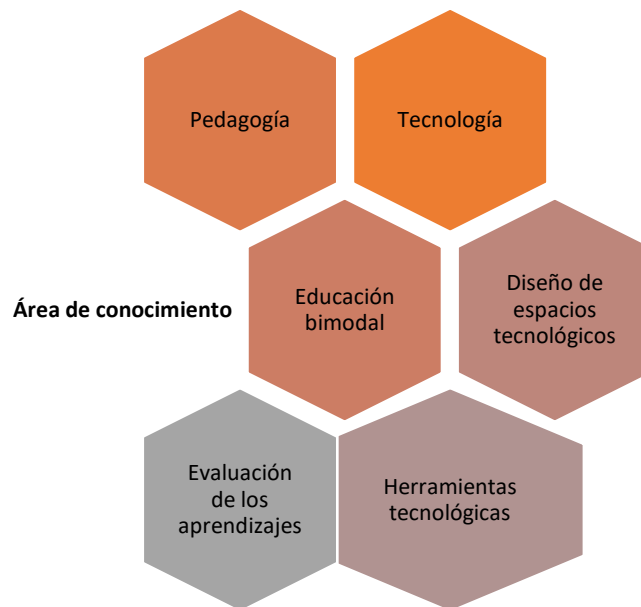 Pedagogía
Tecnología
Área de conocimiento
Educación
bimodal
Diseño de
espacios
tecnológicos
Evaluación
de los
aprendizajes
Herramientas
tecnológicas